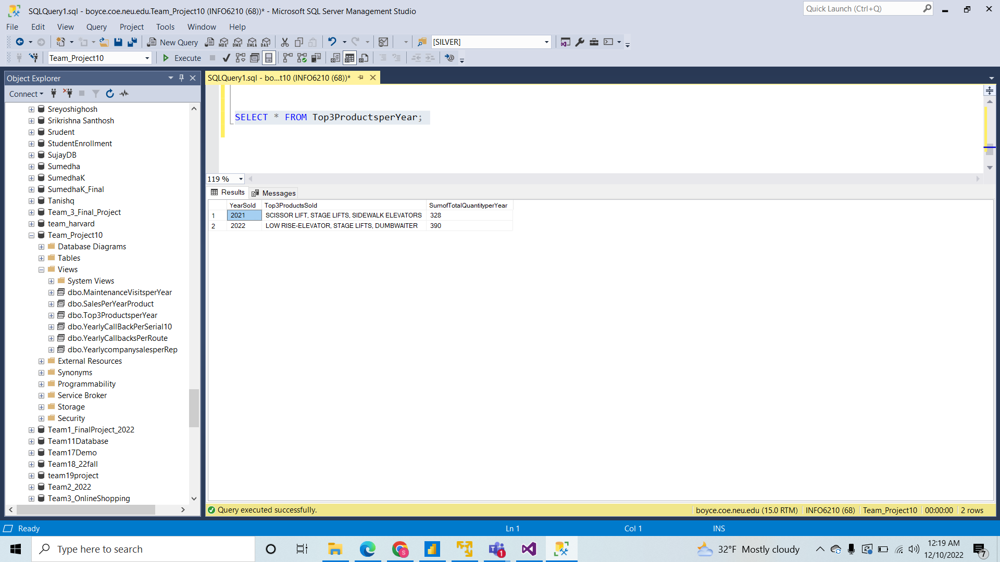 SQLQuery1.sql - boyce.coe.neu.edu.Team_Project10 (INFO6210 (68))* - Microsoft SQL Server Management Studio
Quick Launch (Ctrl+Q)
File Edit View Query Project Tools Window Help
New Query MDX DMX XMLA DAX [SILVER]
Team_Project10 Execute
Object Explorer
Connect
Sreyoshighosh
Srikrishna Santhosh
Srudent
StudentEnrollment
SujayDB
Sumedha
SumedhaK
SumedhaK_Final
Tanishq
Team_3_Final_Project
team_harvard
Team_Project10
Database Diagrams
Tables
Views
System Views
dbo.MaintenanceVisitsperYear
dbo.SalesPerYearProduct
dbo.Top3ProductsperYear
dbo.YearlyCallBackPerSerial10
dbo.YearlyCallbacksPerRoute
dbo.YearlycompanysalesperRep
External Resources
Synonyms
Programmability
Service Broker
Storage
Security
Team1_FinalProject_2022
Team11Database
Team17Demo
Team18_22fall
team19project
Team2_2022
Team3_OnlineShopping
SQLQuery1.sql - bo...t10 (INFO6210 (68))*
SELECT * FROM Top3ProductsperYear;
119 %
Results Messages
YearSold Top3ProductsSold SumofTotalQuantityperYear
1 2021 SCISSOR LIFT, STAGE LIFTS, SIDEWALK ELEVATORS 328
2 2022 LOW RISE-ELEVATOR, STAGE LIFTS, DUMBWAITER 390
Query executed successfully. boyce.coe.neu.edu (15.0 RTM) INFO6210 (68) Team_Project10 00:00:00 2 rows
Ready Ln 1 Col 1 INS
Type here to search
1
32°F Mostly cloudy
12:19 AM
12/10/2022
7